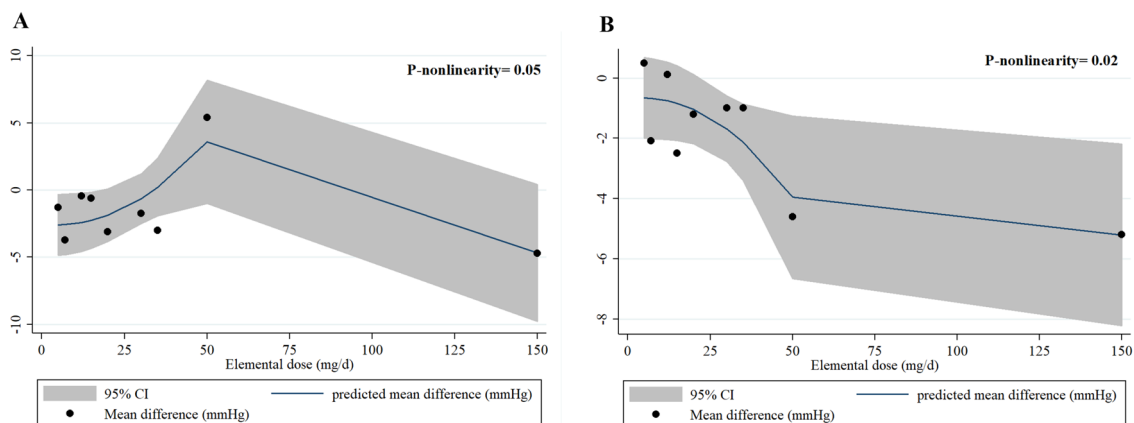 A
P-nonlinearity= 0.05
10
5
0
-5
-10
0
25
50
75
100
125
150
Elemental dose (mg/d)
95% CI
predicted mean difference (mmHg)
Mean difference (mmHg)
B
P-nonlinearity= 0.02
0
-2
-4
-6
-8
0
25
50
75
100
125
150
Elemental dose (mg/d)
95% CI
predicted mean difference (mmHg)
Mean difference (mmHg)